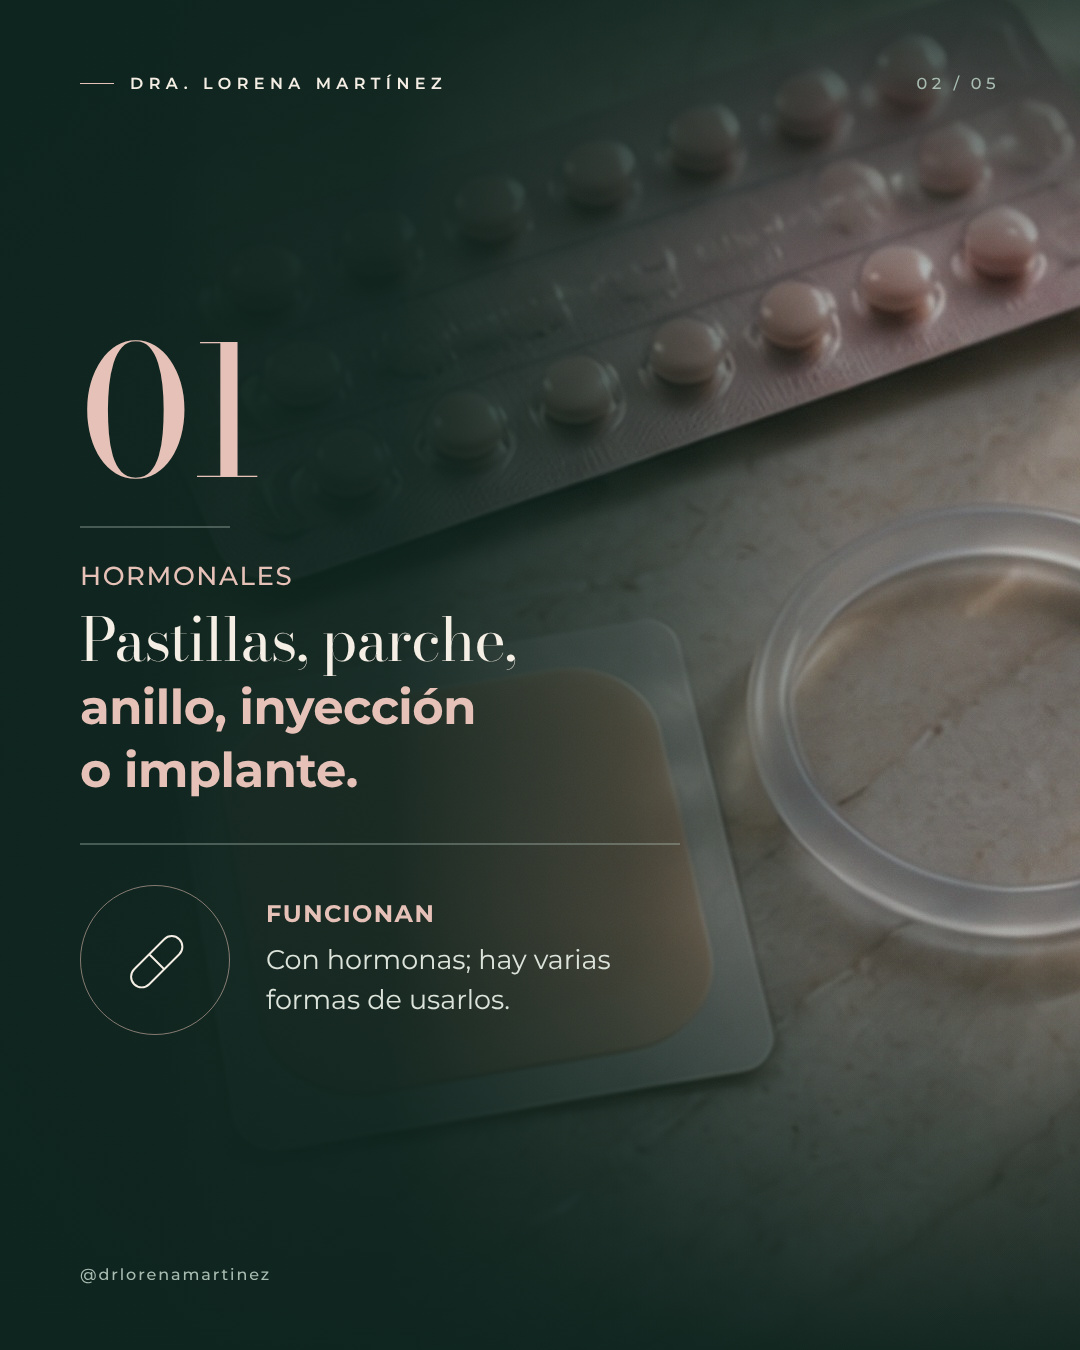 DRA. LORENA MARTÍNEZ
02 / 05
01
HORMONALES
Pastillas, parche,
anillo, inyección
o implante.
FUNCIONAN
Con hormonas; hay varias
formas de usarlos.
@drlorenamartinez